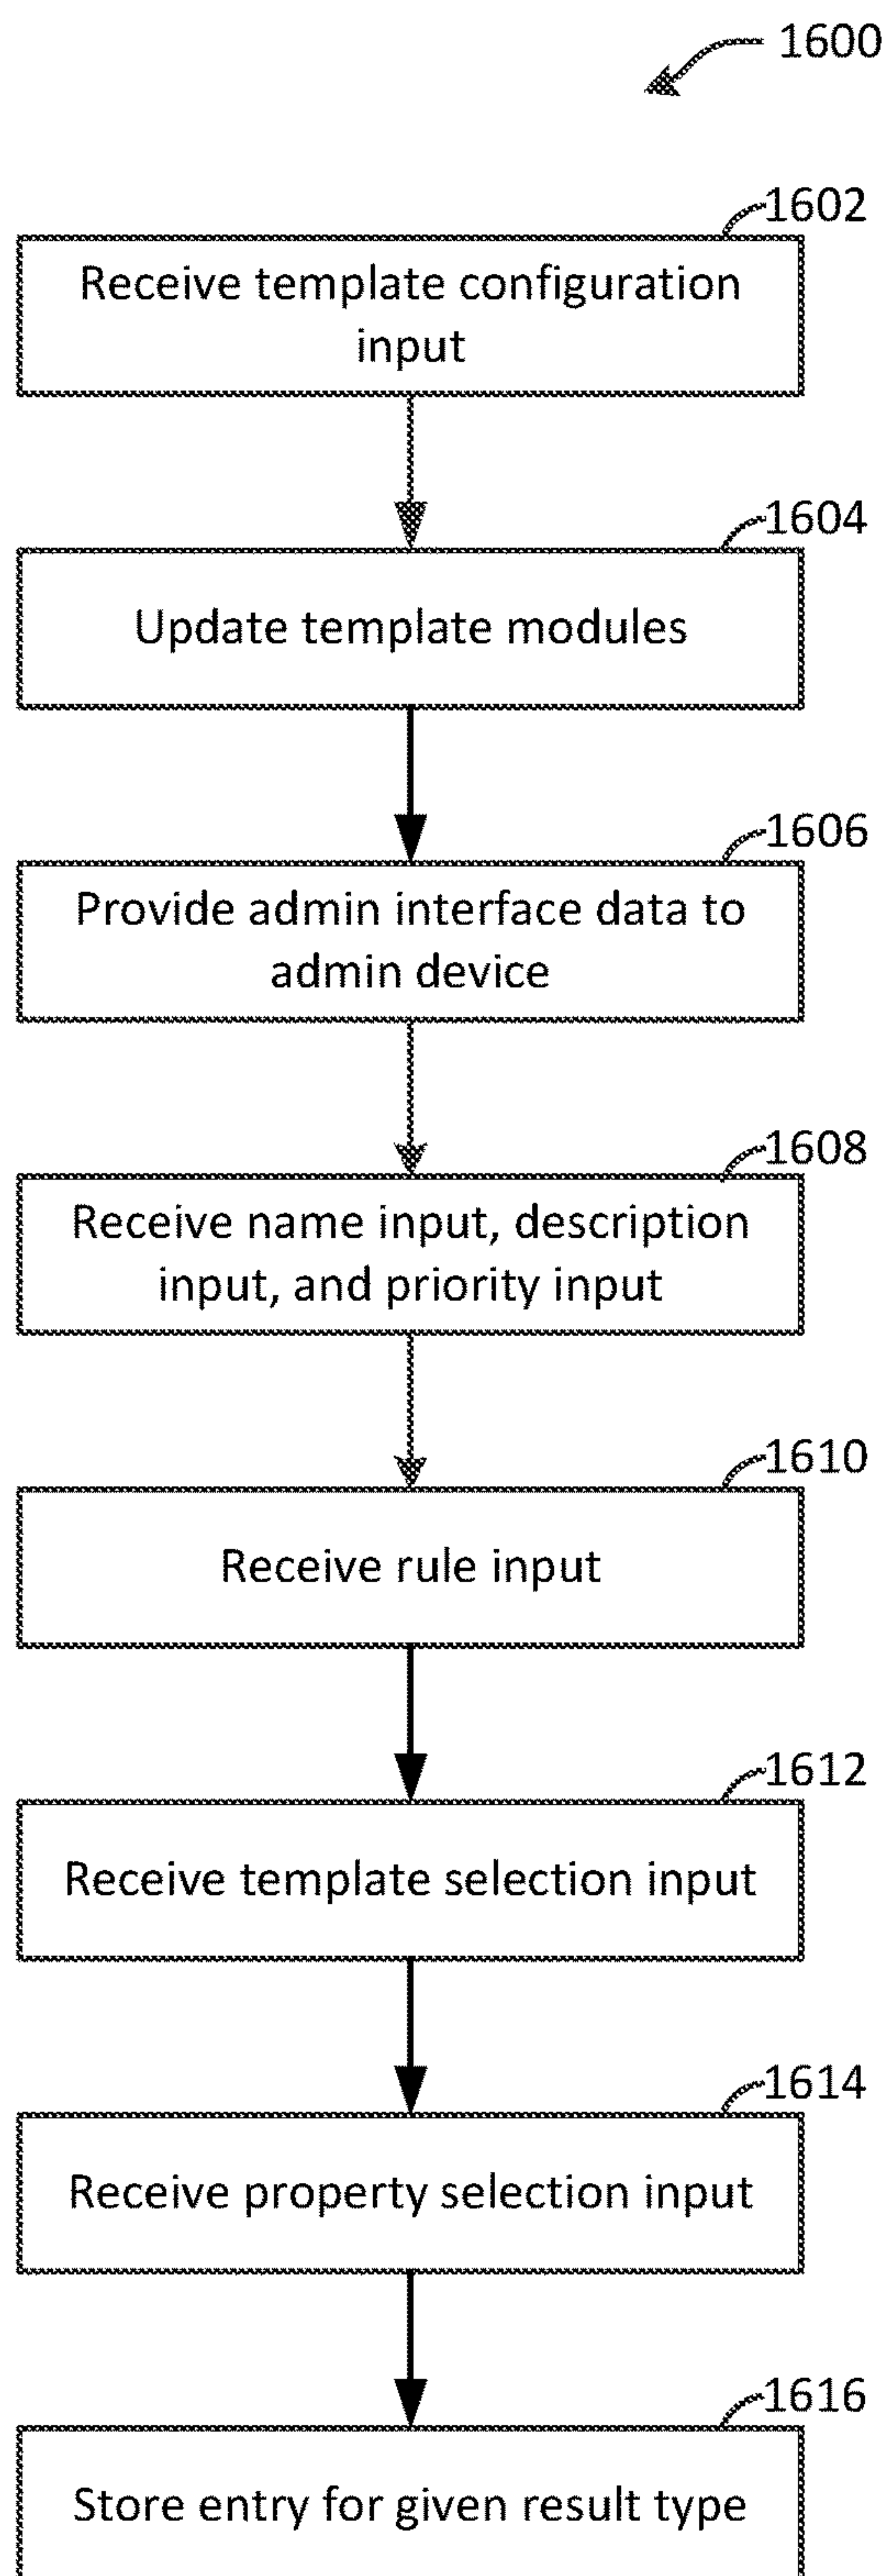 1600
1602
Receive template configuration
input
1604
Update template modules
1606
Provide admin interface data to
admin device
1608
Receive name input, description
input, and priority input
1610
Receive rule input
1612
Receive template selection input
1614
Receive property selection input
1616
Store entry for given result type